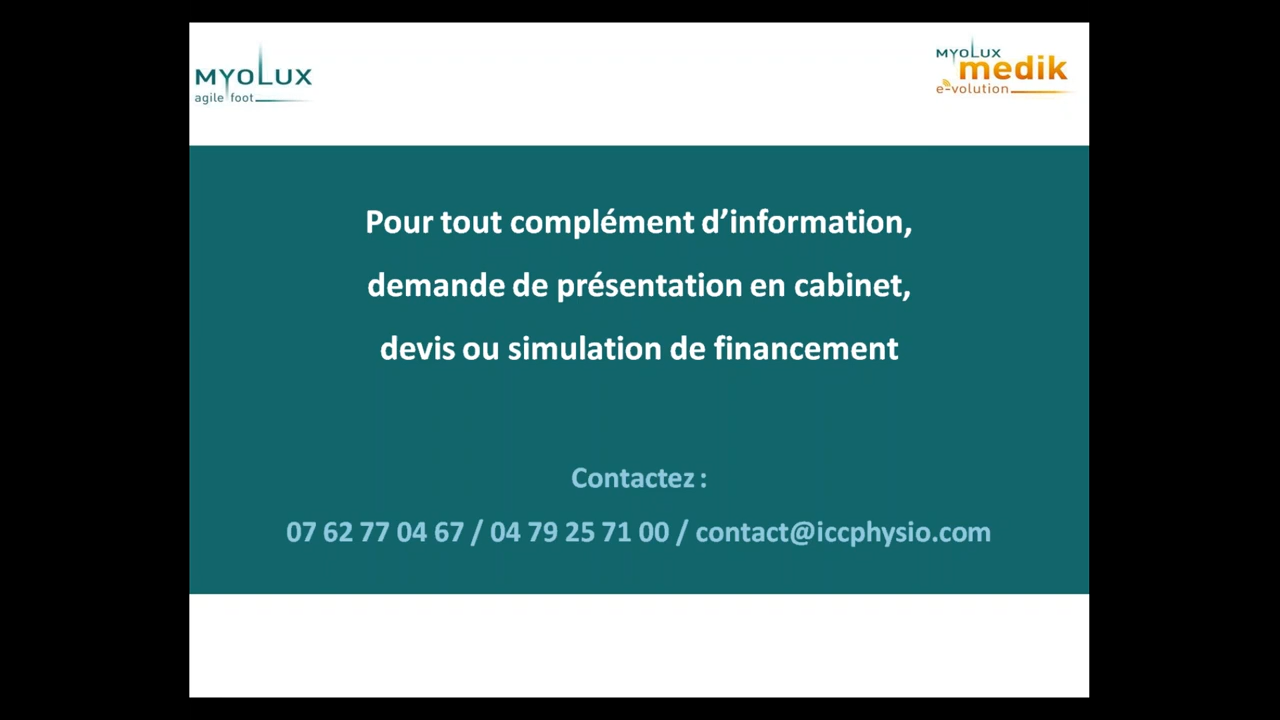 MYOLUX
agile foot
MYOLUX
medik
e-volution
Pour tout complément d’information,
demande de présentation en cabinet,
devis ou simulation de financement
Contactez :
07 62 77 04 67 / 04 79 25 71 00 / contact@iccphysio.com